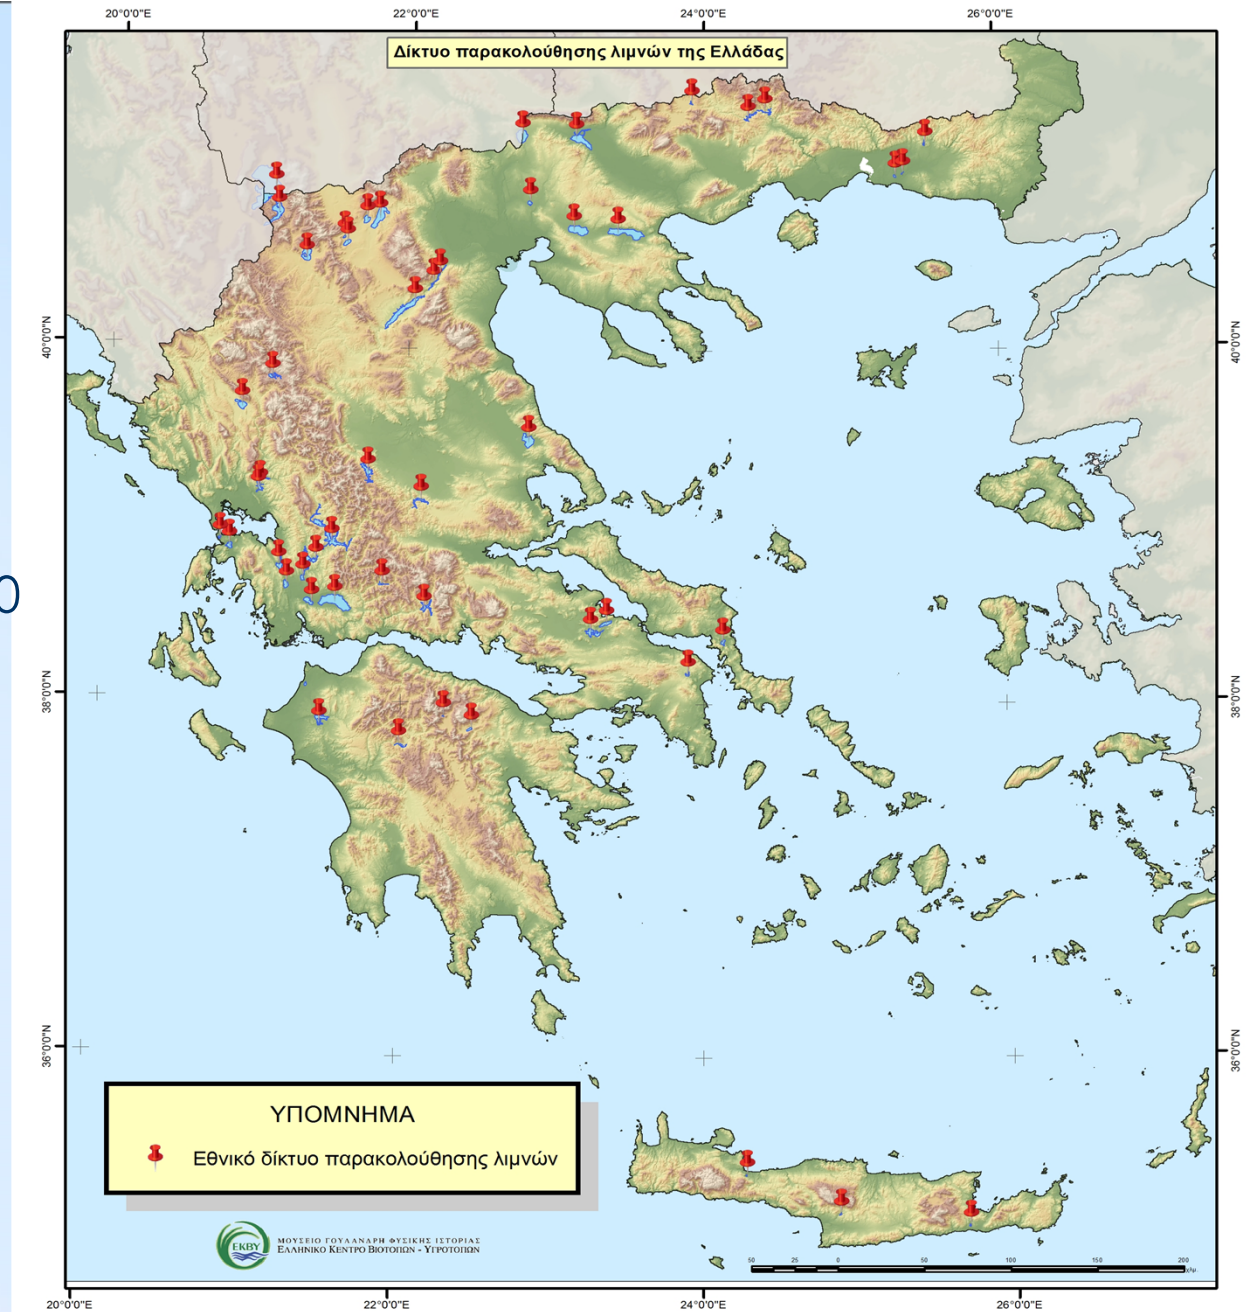 20°0'0"E 22°0'0"E 24°0'0"E 26°0'0"E
Δίκτυο παρακολούθησης λιμνών της Ελλάδας
40°0'0"N 40°0'0"N
38°0'0"N 38°0'0"N
36°0'0"N 36°0'0"N
ΥΠΟΜΝΗΜΑ
Εθνικό δίκτυο παρακολούθησης λιμνών
ΕΚΒΥ
ΜΟΥΣΕΙΟ ΓΟΥΛΑΝΔΡΗ ΦΥΣΙΚΗΣ ΙΣΤΟΡΙΑΣ
ΕΛΛΗΝΙΚΟ ΚΕΝΤΡΟ ΒΙΟΤΟΠΩΝ - ΥΓΡΟΤΟΠΩΝ
50 25 0 50 100 150 200
20°0'0"E 22°0'0"E 24°0'0"E 26°0'0"E